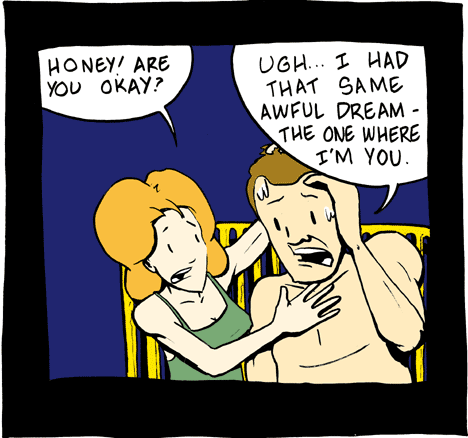 HONEY! ARE
YOU OKAY?
UGH... I HAD
THAT SAME
AWFUL DREAM -
THE ONE WHERE
I'M YOU.